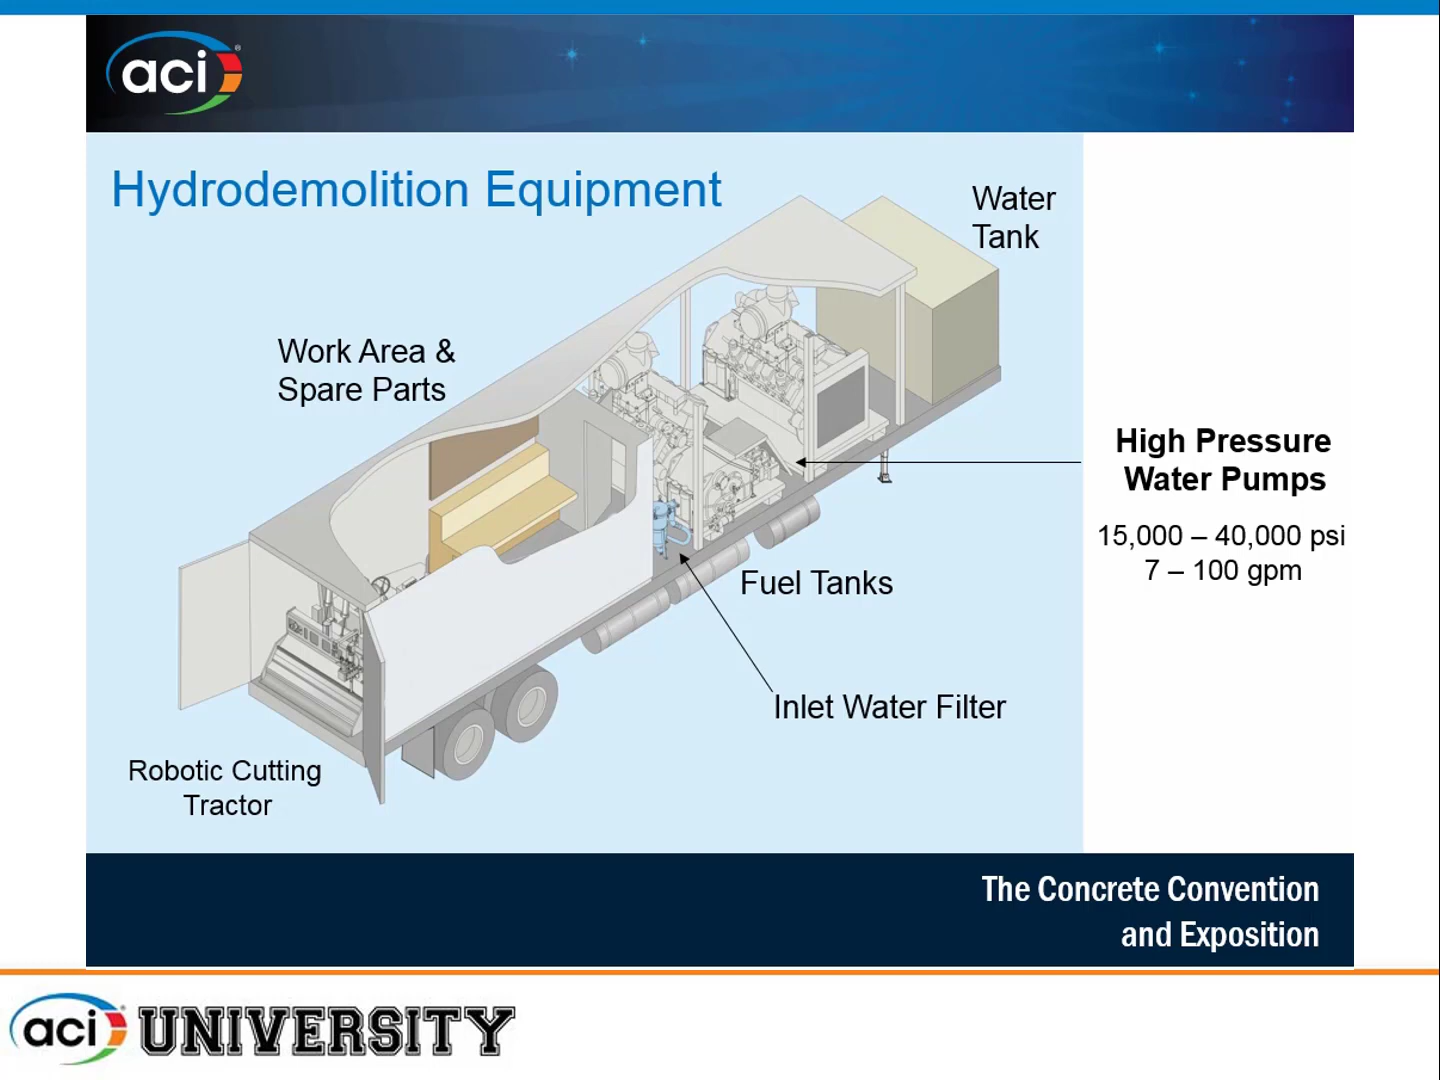 aci®
Hydrodemolition Equipment
Water
Tank
Work Area &
Spare Parts
High Pressure
Water Pumps
15,000 – 40,000 psi
7 – 100 gpm
Fuel Tanks
Inlet Water Filter
Robotic Cutting
Tractor
The Concrete Convention
and Exposition
aci UNIVERSITY